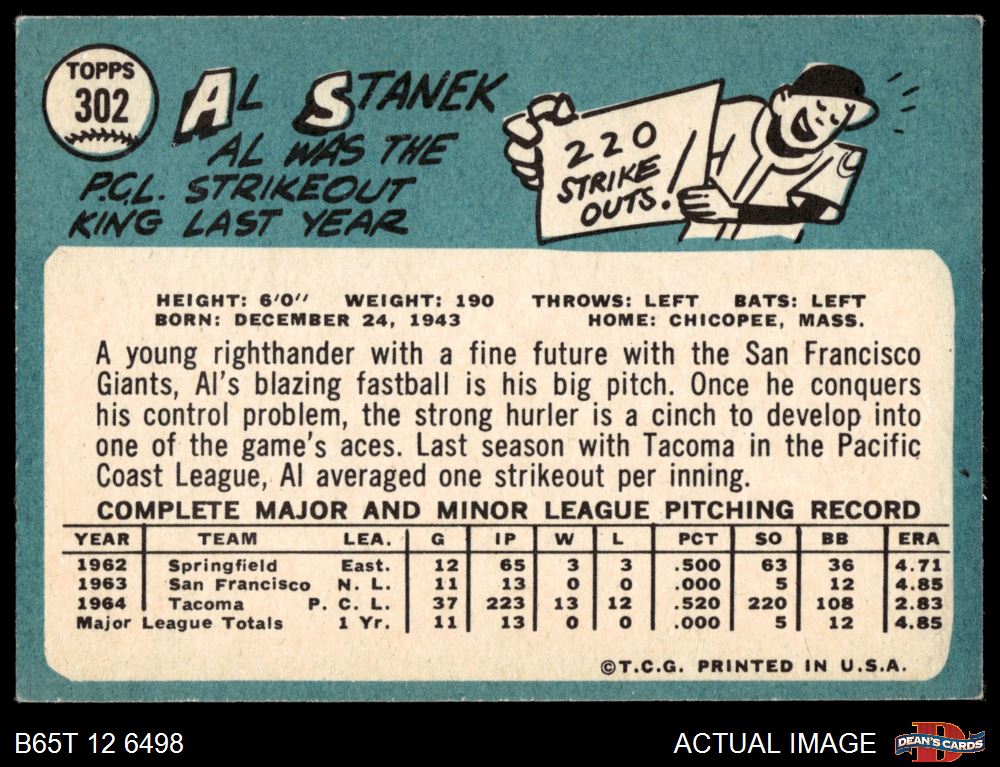 TOPPS
302
AL STANEK
AL WAS THE
P.C.L. STRIKEOUT
KING LAST YEAR
220
STRIKE
OUTS!
HEIGHT: 6'0" WEIGHT: 190 THROWS: LEFT BATS: LEFT
BORN: DECEMBER 24, 1943 HOME: CHICOPEE, MASS.
A young righthander with a fine future with the San Francisco
Giants, Al's blazing fastball is his big pitch. Once he conquers
his control problem, the strong hurler is a cinch to develop into
one of the game's aces. Last season with Tacoma in the Pacific
Coast League, Al averaged one strikeout per inning.
COMPLETE MAJOR AND MINOR LEAGUE PITCHING RECORD
YEAR TEAM LEA. G IP W L PCT SO BB ERA
1962 Springfield East. 12 65 3 3 .500 63 36 4.71
1963 San Francisco N. L. 11 13 0 0 .000 5 12 4.85
1964 Tacoma P. C. L. 37 223 13 12 .520 220 108 2.83
Major League Totals 1 Yr. 11 13 0 0 .000 5 12 4.85
©T.C.G. PRINTED IN U.S.A.
B65T 12 6498 ACTUAL IMAGE DEAN'S CARDS